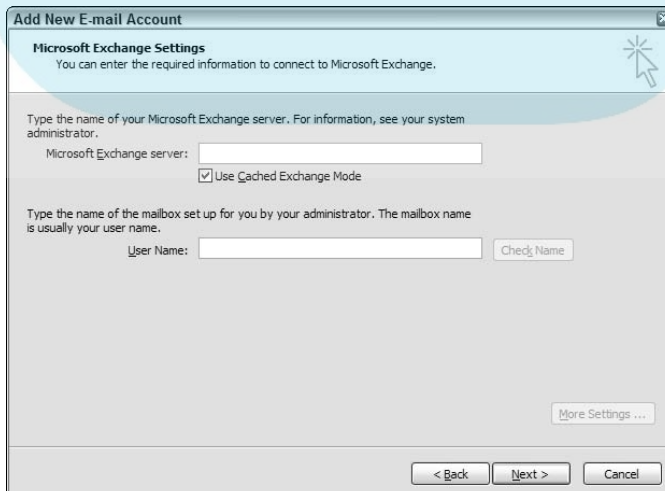 Add New E-mail Account
Microsoft Exchange Settings
You can enter the required information to connect to Microsoft Exchange.
Type the name of your Microsoft Exchange server. For information, see your system
administrator.
Microsoft Exchange server:
Use Cached Exchange Mode
Type the name of the mailbox set up for you by your administrator. The mailbox name
is usually your user name.
User Name:
Check Name
More Settings ...
< Back
Next >
Cancel